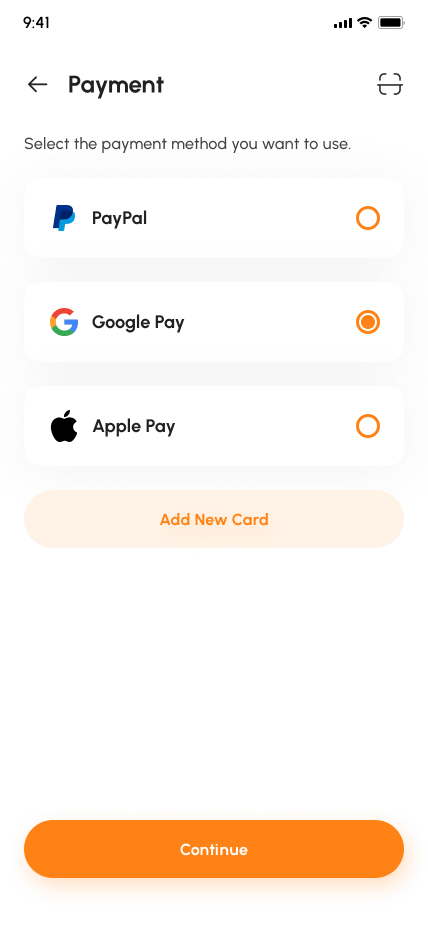 9:41
Payment
Select the payment method you want to use.
PayPal
Google Pay
Apple Pay
Add New Card
Continue